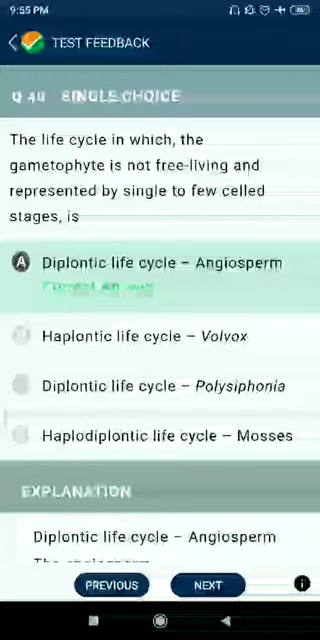 9:55 PM
TEST FEEDBACK
Q 40 SINGLE CHOICE
The life cycle in which, the
gametophyte is not free-living and
represented by single to few celled
stages, is
A Diplontic life cycle – Angiosperm
Haplontic life cycle – Volvox
Diplontic life cycle – Polysiphonia
Haplodiplontic life cycle – Mosses
EXPLANATION
Diplontic life cycle – Angiosperm
PREVIOUS
NEXT